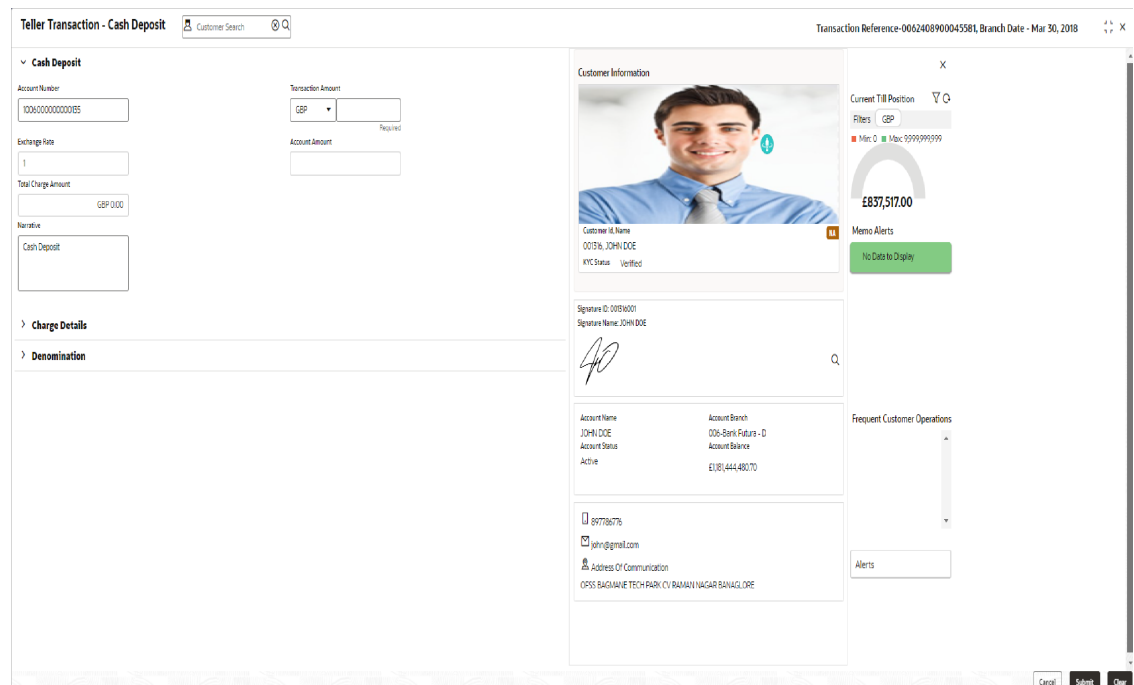 Teller Transaction - Cash Deposit
Customer Search
Transaction Reference-0062408900045581, Branch Date - Mar 30, 2018
Cash Deposit
Account Number
1006000000000135
Transaction Amount
GBP
Required
Exchange Rate
1
Account Amount
Total Charge Amount
GBP 0.00
Narrative
Cash Deposit
Charge Details
Denomination
Customer Information
Customer Id, Name
NA
001316, JOHN DOE
KYC Status Verified
Signature ID: 001316001
Signature Name: JOHN DOE
Account Name
JOHN DOE
Account Status
Active
Account Branch
006-Bank Futura - D
Account Balance
£1,181,444,480.70
897786776
john@gmail.com
Address Of Communication
OFSS BAGMANE TECH PARK CV RAMAN NAGAR BANAGLORE
X
Current Till Position
Filters GBP
Min: 0 Max: 9,999,999,999
£837,517.00
Memo Alerts
No Data to Display
Frequent Customer Operations
Alerts
Cancel Submit Clear